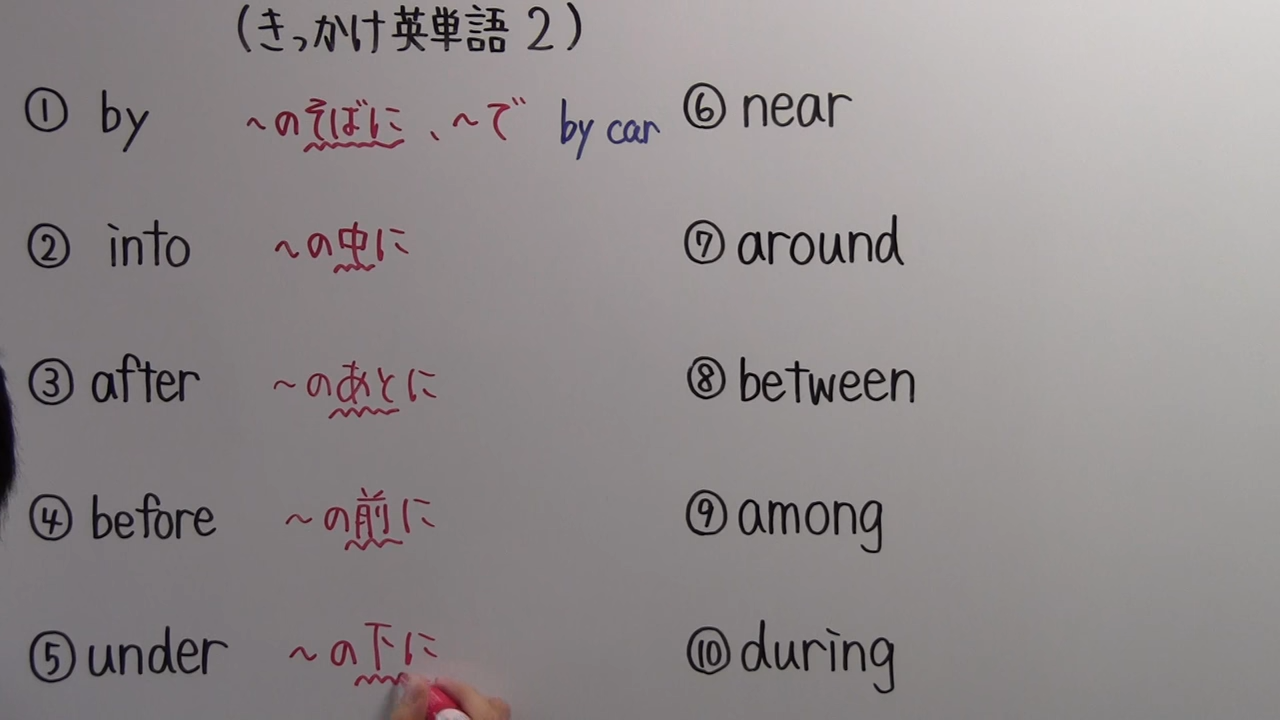 (きっかけ英単語2)
① by ~のそばに、~で by car
② into ~の中に
③ after ~のあとに
④ before ~の前に
⑤ under ~の下に
⑥ near
⑦ around
⑧ between
⑨ among
⑩ during